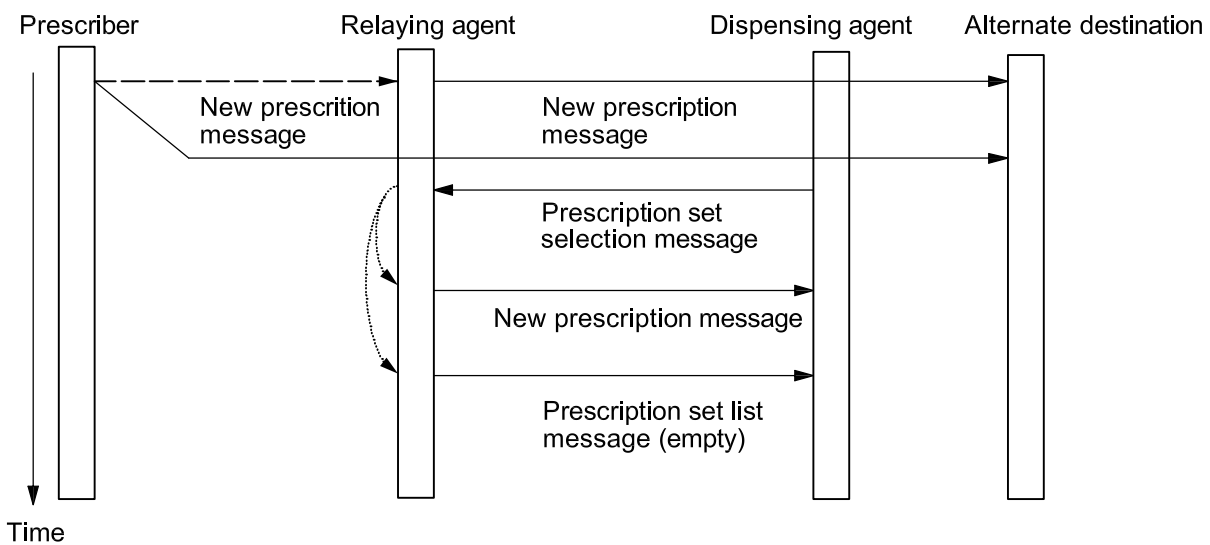 Prescriber
Relaying agent
Dispensing agent
Alternate destination
New prescrition
message
New prescription
message
Prescription set
selection message
New prescription message
Prescription set list
message (empty)
Time